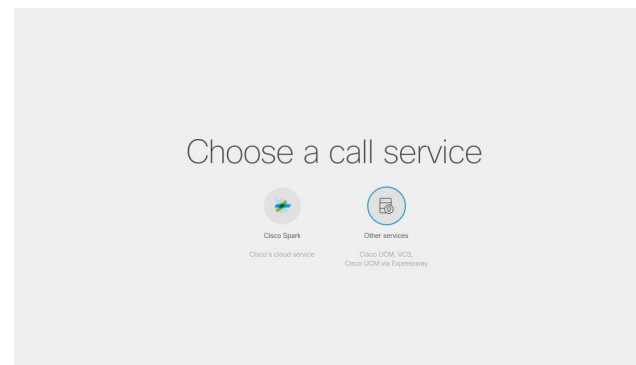 Choose a call service
Cisco Spark
Other services
Cisco's cloud service
Cisco UCM, VCS,
Cisco UCM via Expressway